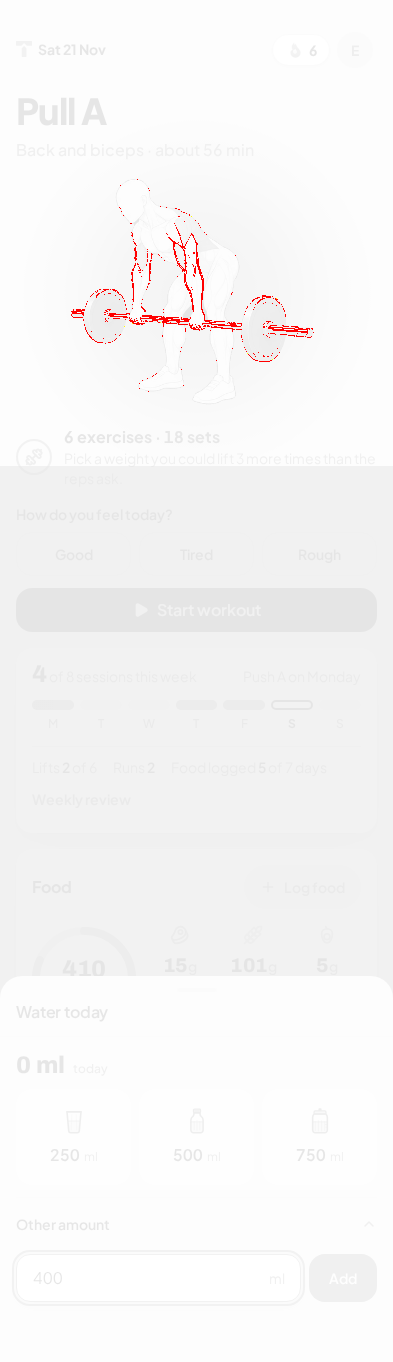 Sat 21 Nov
6
E
Pull A
Back and biceps · about 56 min
6 exercises · 18 sets
Pick a weight you could lift 3 more times than the
reps ask
How do you feel today?
Good Tired Rough
Start workout
4 of 8 sessions this week Push A on Monday
M T W T F S S
Lifts 2 of 6 Runs 2 Food logged 5 of 7 days
Weekly review
Food
+ Log food
410 15g 101g 5g
Water today
0 ml today
250 ml 500 ml 750 ml
Other amount
400 ml Add